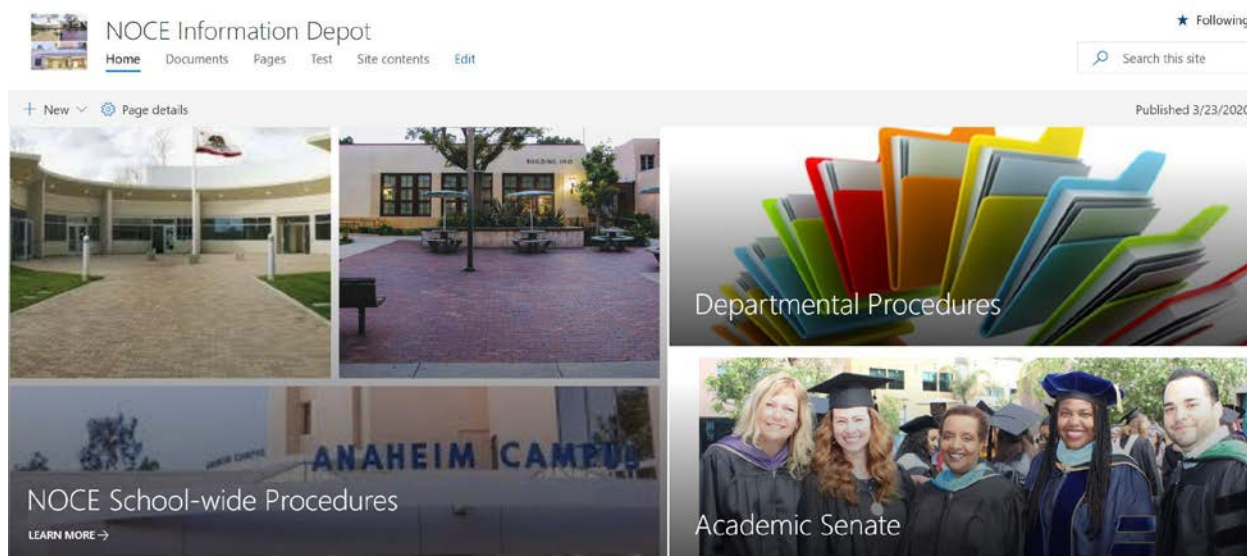 NOCE Information Depot
Following
Home Documents Pages Test Site contents Edit
Search this site
New Page details
Published 3/23/2020
Departmental Procedures
ANAHEIM CAMPUS
NOCE School-wide Procedures
LEARN MORE →
Academic Senate